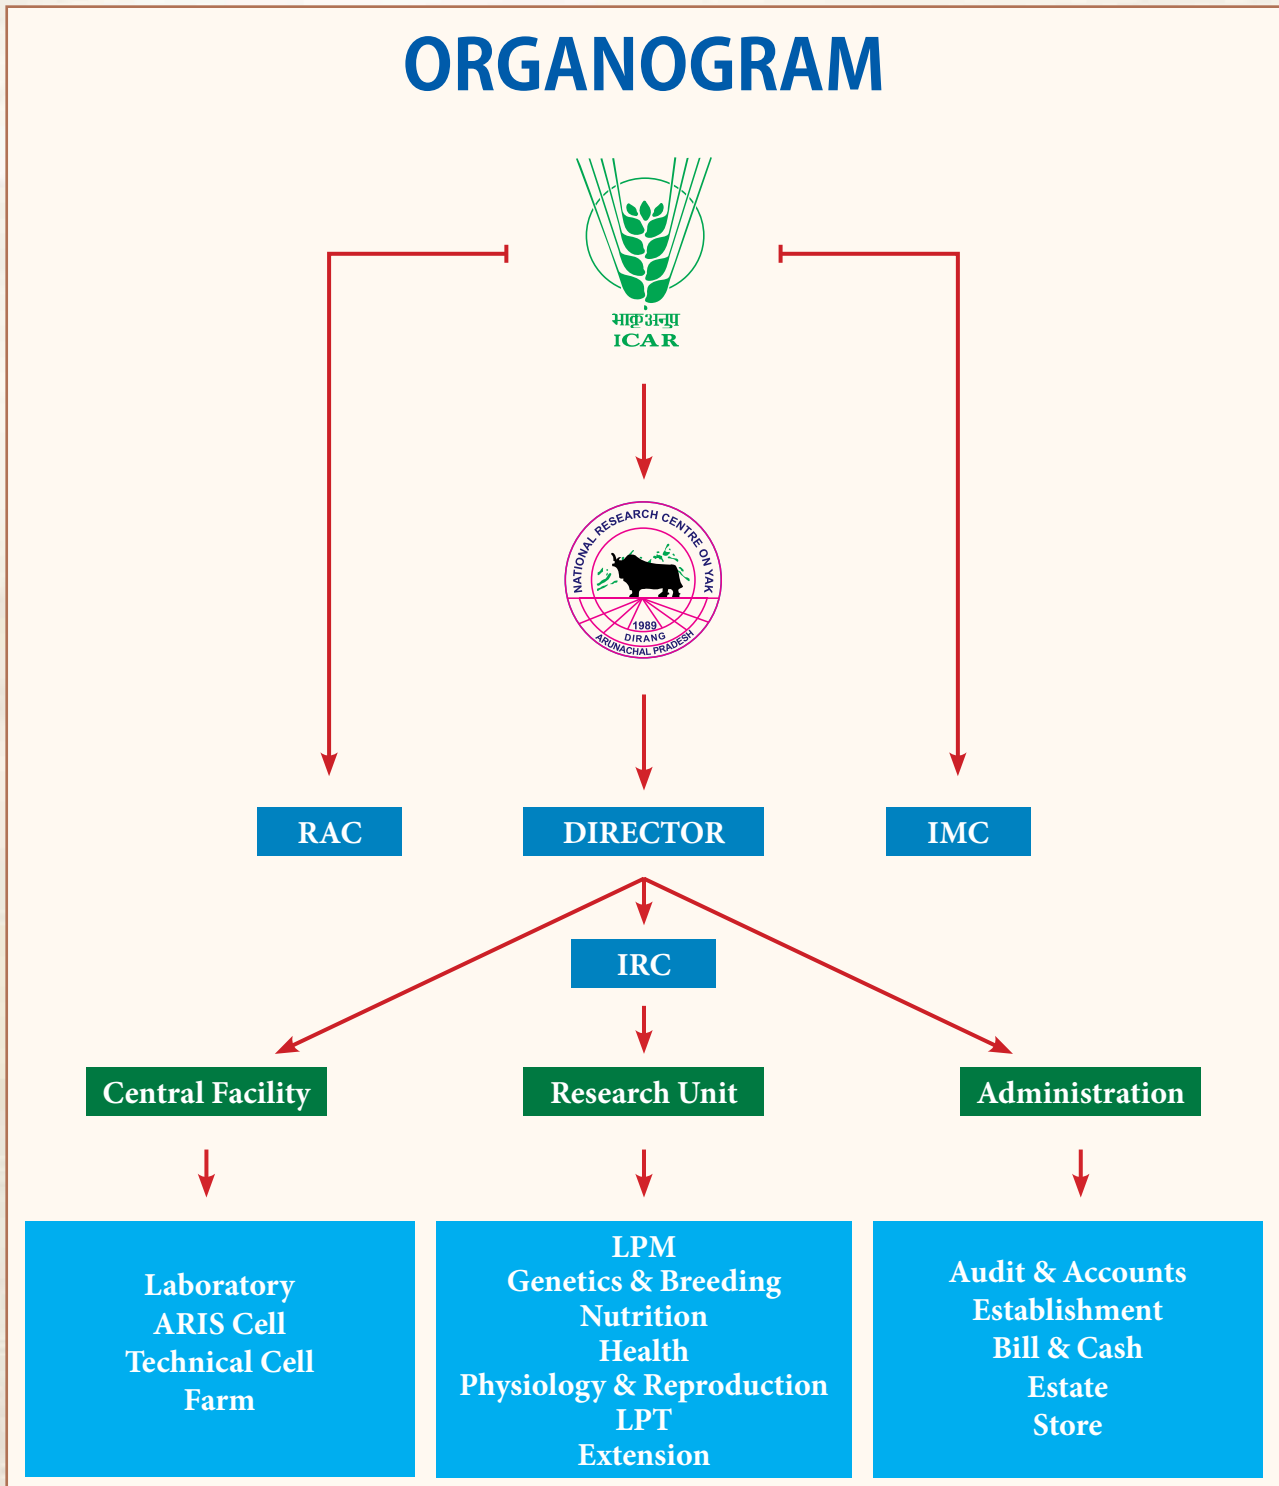 ORGANOGRAM
भाकृअनुप
ICAR
NATIONAL RESEARCH CENTRE ON YAK
1989
DIRANG
ARUNACHAL PRADESH
RAC
DIRECTOR
IMC
IRC
Central Facility
Research Unit
Administration
Laboratory
ARIS Cell
Technical Cell
Farm
LPM
Genetics & Breeding
Nutrition
Health
Physiology & Reproduction
LPT
Extension
Audit & Accounts
Establishment
Bill & Cash
Estate
Store